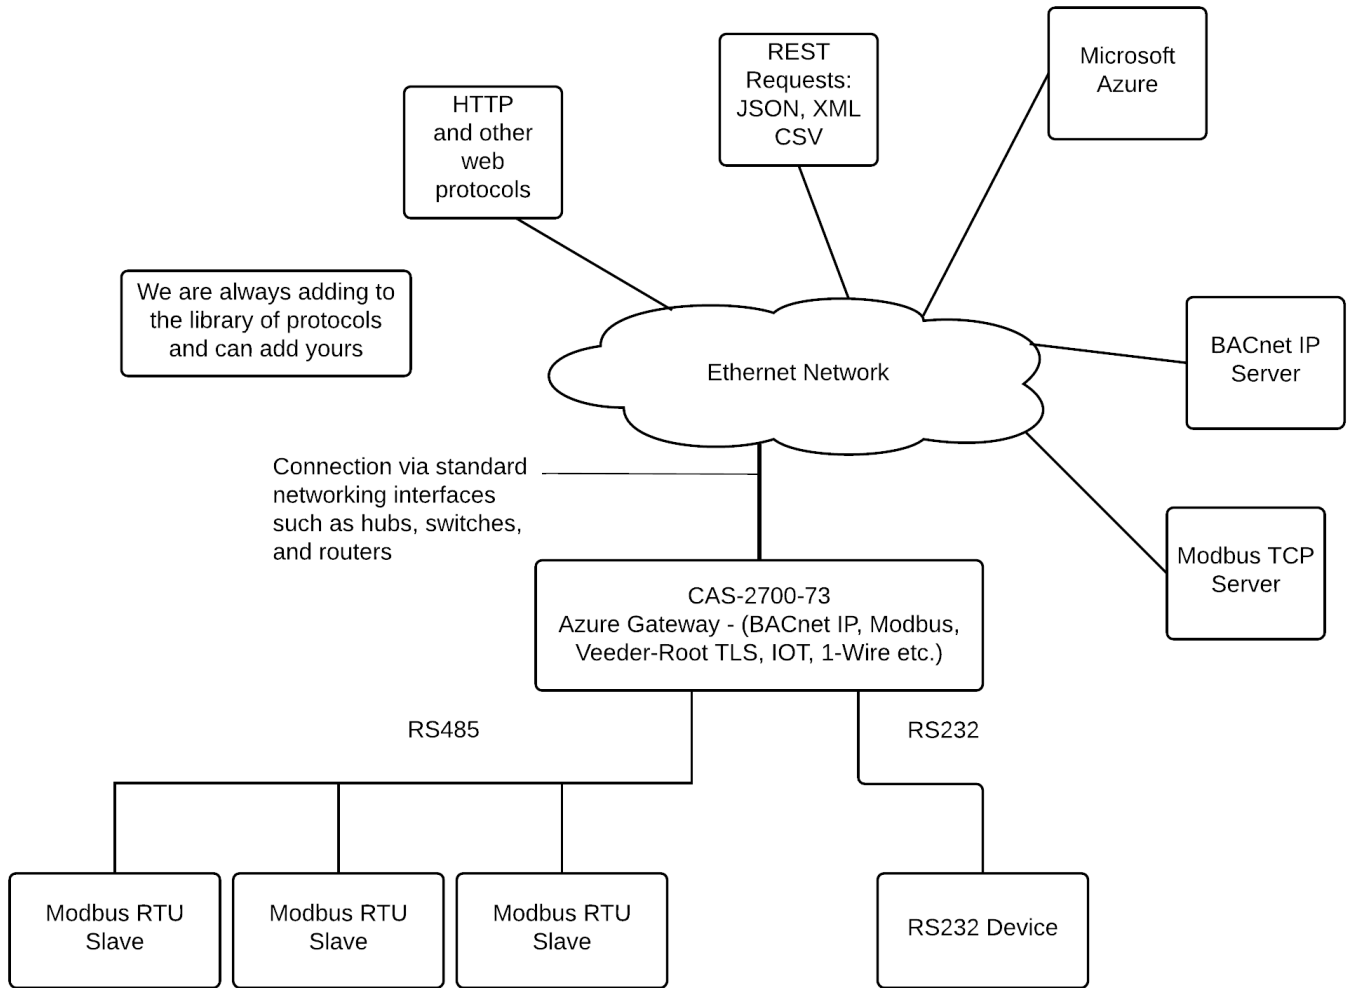 Microsoft
Azure
REST
Requests:
JSON, XML
CSV
HTTP
and other
web
protocols
We are always adding to
the library of protocols
and can add yours
Ethernet Network
BACnet IP
Server
Connection via standard
networking interfaces
such as hubs, switches,
and routers
Modbus TCP
Server
CAS-2700-73
Azure Gateway - (BACnet IP, Modbus,
Veeder-Root TLS, IOT, 1-Wire etc.)
RS485
RS232
Modbus RTU
Slave
Modbus RTU
Slave
Modbus RTU
Slave
RS232 Device